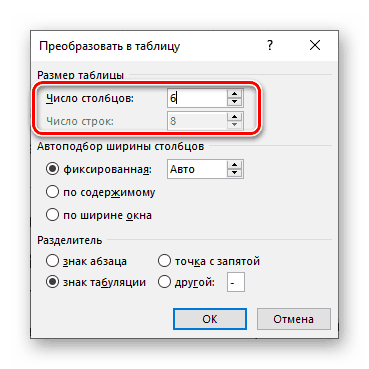 Преобразовать в таблицу ? ×
Размер таблицы
Число столбцов: 6
Число строк: 8
Автоподбор ширины столбцов
фиксированная: Авто
по содержимому
по ширине окна
Разделитель
знак абзаца точка с запятой
знак табуляции другой: -
ОК Отмена